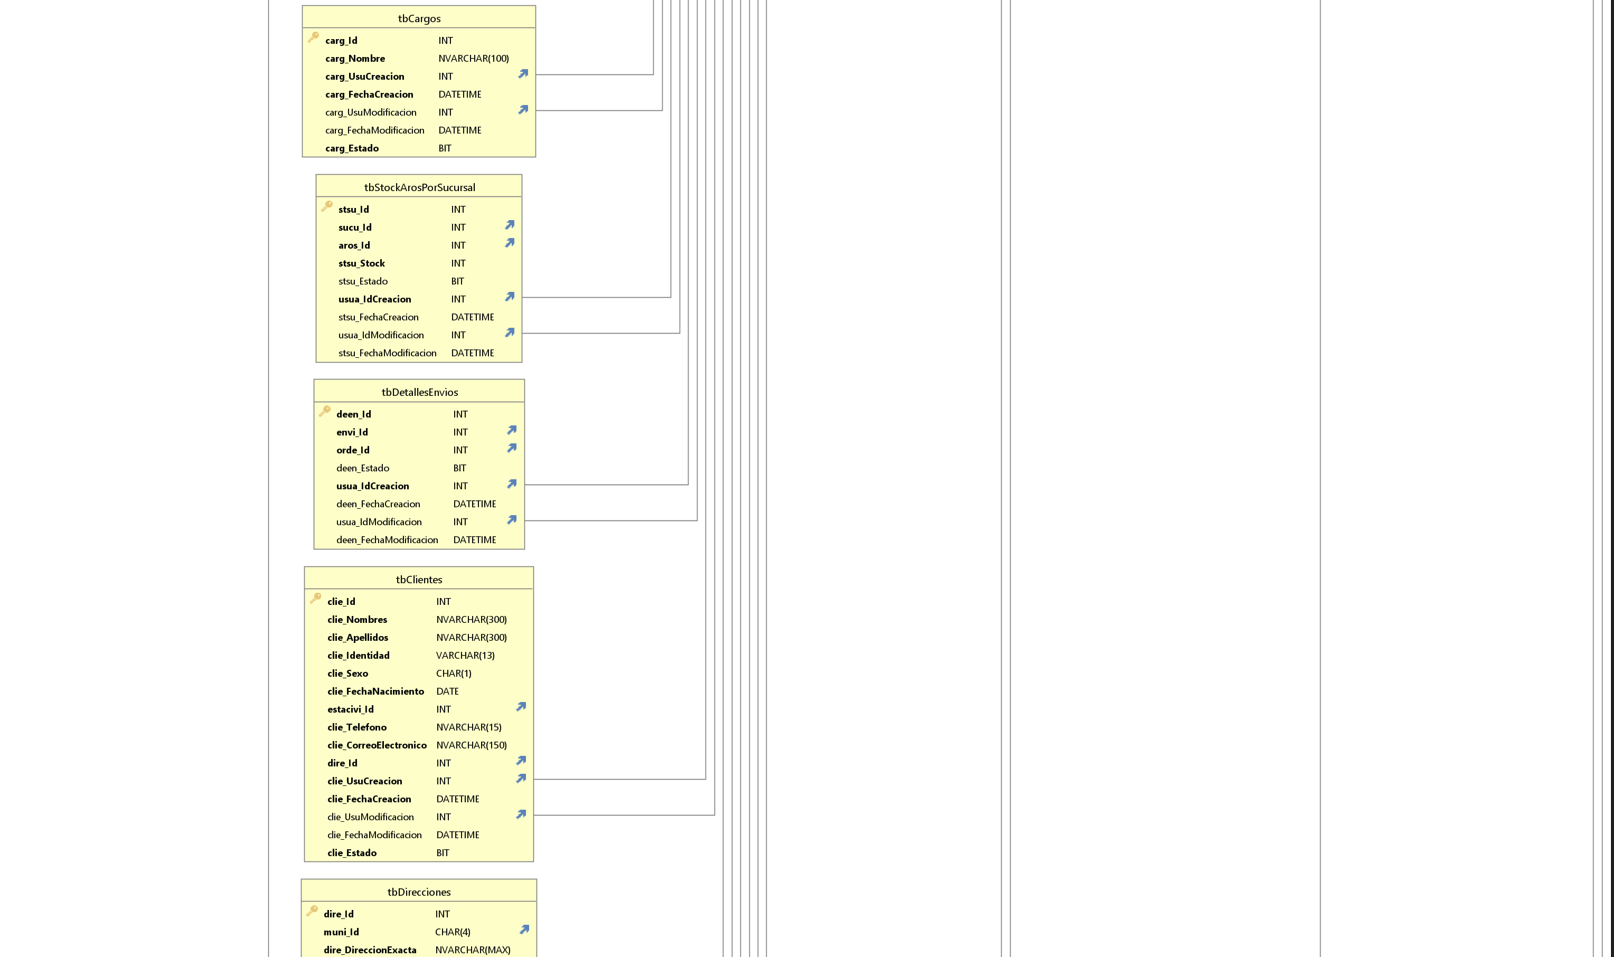 tbCargos
carg_Id INT
carg_Nombre NVARCHAR(100)
carg_UsuCreacion INT
carg_FechaCreacion DATETIME
carg_UsuModificacion INT
carg_FechaModificacion DATETIME
carg_Estado BIT
tbStockArosPorSucursal
stsu_Id INT
sucu_Id INT
aros_Id INT
stsu_Stock INT
stsu_Estado BIT
usua_IdCreacion INT
stsu_FechaCreacion DATETIME
usua_IdModificacion INT
stsu_FechaModificacion DATETIME
tbDetallesEnvios
deen_Id INT
envi_Id INT
orde_Id INT
deen_Estado BIT
usua_IdCreacion INT
deen_FechaCreacion DATETIME
usua_IdModificacion INT
deen_FechaModificacion DATETIME
tbClientes
clie_Id INT
clie_Nombres NVARCHAR(300)
clie_Apellidos NVARCHAR(300)
clie_Identidad VARCHAR(13)
clie_Sexo CHAR(1)
clie_FechaNacimiento DATE
estacivi_Id INT
clie_Telefono NVARCHAR(15)
clie_CorreoElectronico NVARCHAR(150)
dire_Id INT
clie_UsuCreacion INT
clie_FechaCreacion DATETIME
clie_UsuModificacion INT
clie_FechaModificacion DATETIME
clie_Estado BIT
tbDirecciones
dire_Id INT
muni_Id CHAR(4)
dire_DireccionExacta NVARCHAR(MAX)